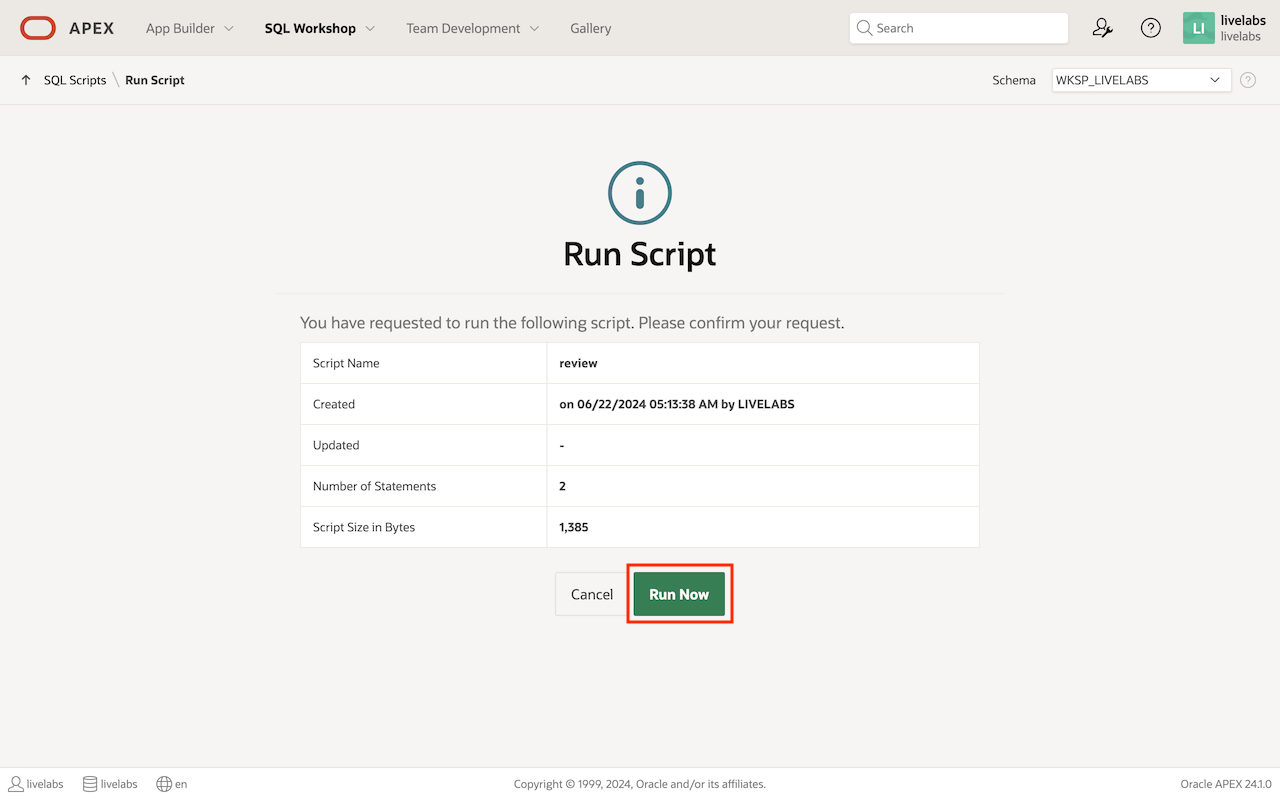 APEX App Builder SQL Workshop Team Development Gallery Search LI livelabs
livelabs
SQL Scripts \ Run Script Schema WKSP_LIVELABS
Run Script
You have requested to run the following script. Please confirm your request.
Script Name review
Created on 06/22/2024 05:13:38 AM by LIVELABS
Updated -
Number of Statements 2
Script Size in Bytes 1,385
Cancel Run Now
livelabs livelabs en Copyright © 1999, 2024, Oracle and/or its affiliates. Oracle APEX 24.1.0